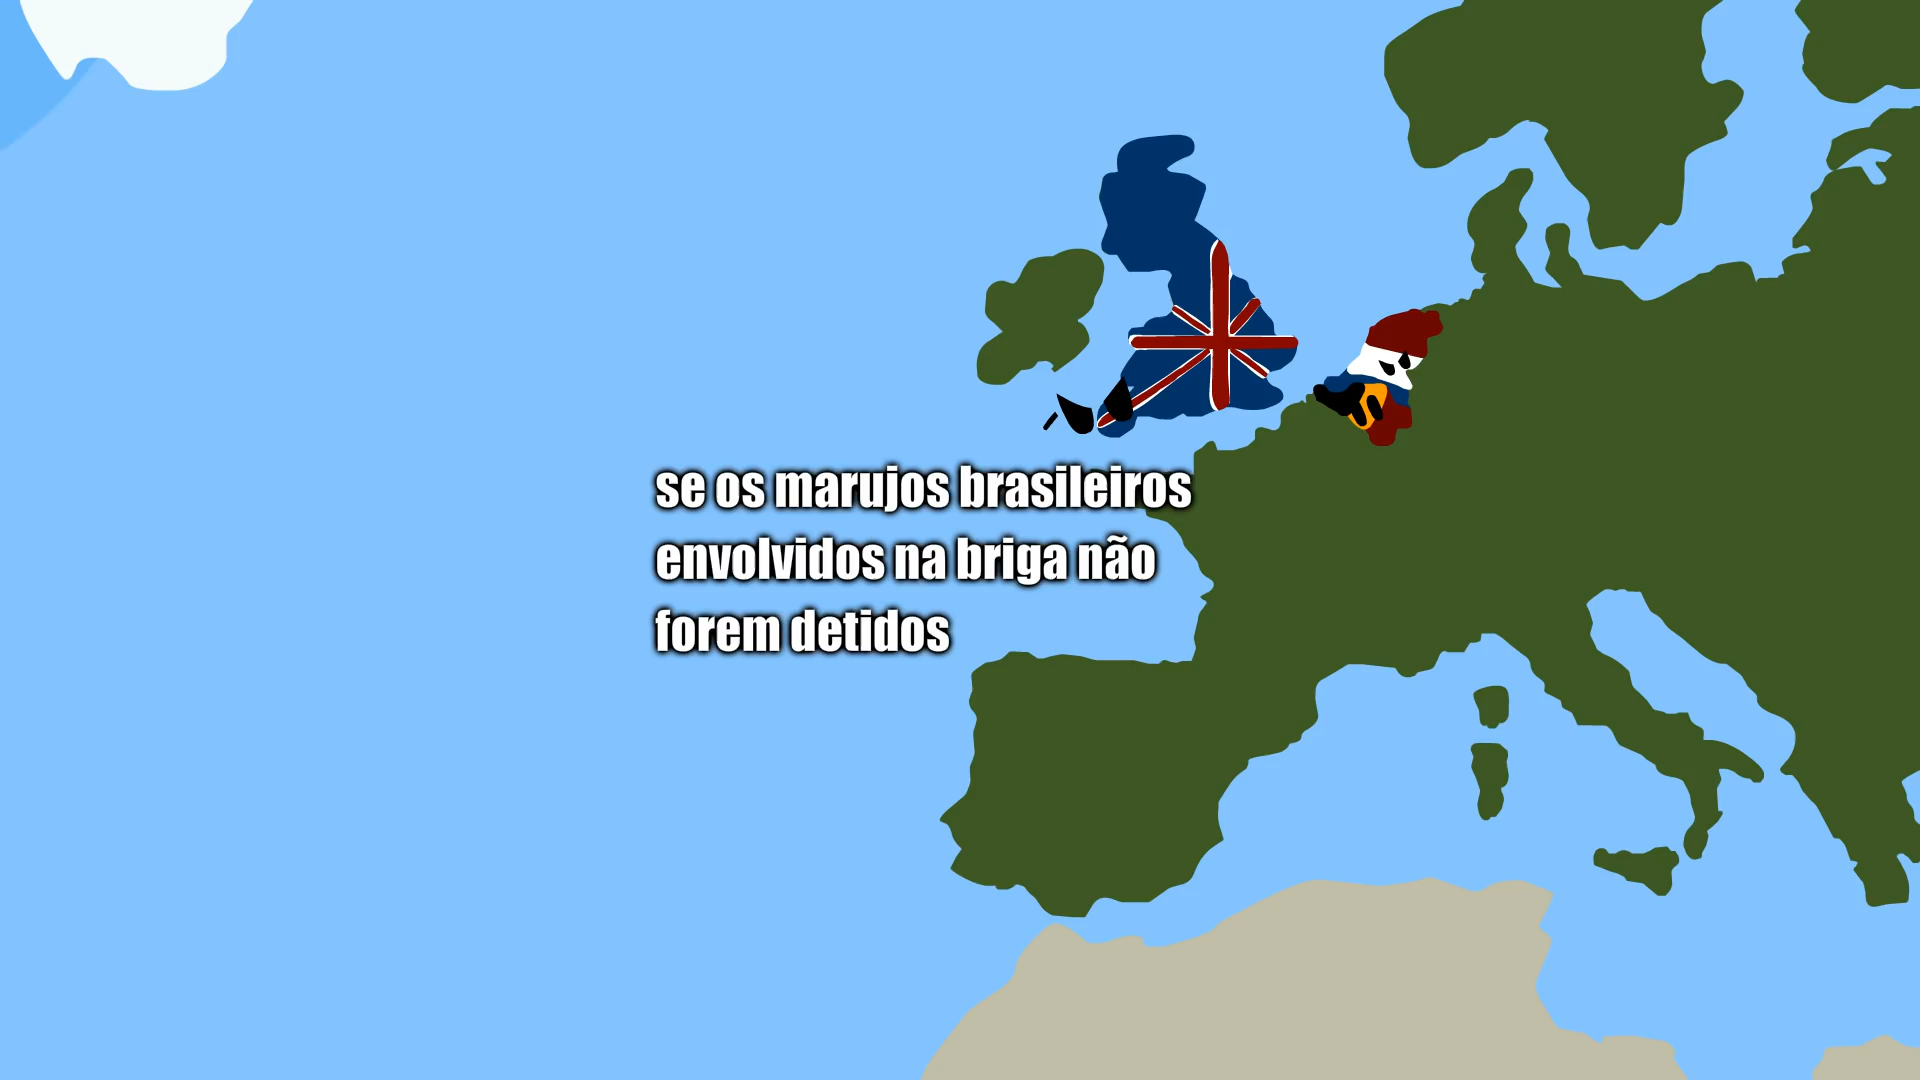 se os marujos brasileiros
envolvidos na briga não
forem detidos